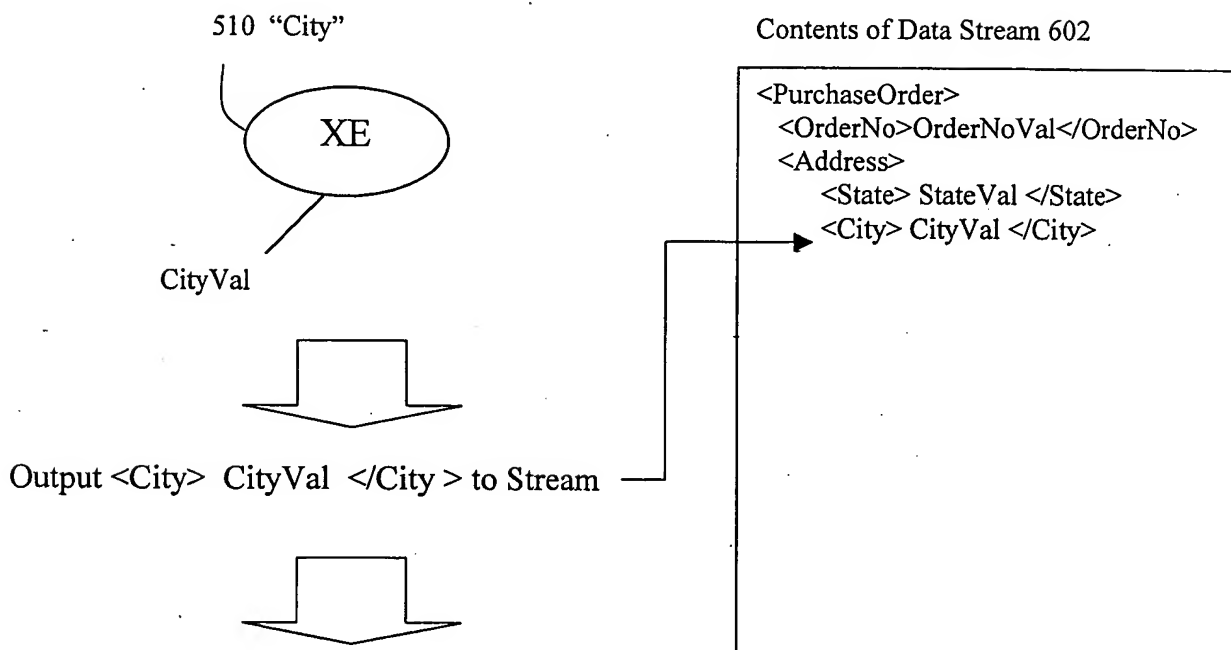 510 “City”
XE
CityVal
Output <City> CityVal </City > to Stream
Contents of Data Stream 602
<PurchaseOrder>
<OrderNo>OrderNoVal</OrderNo>
<Address>
<State> StateVal </State>
<City> CityVal </City>